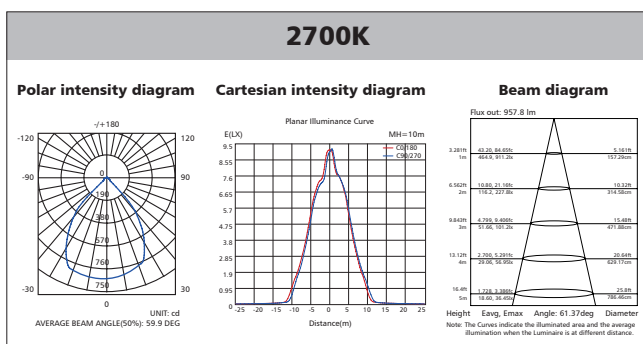 2700K
Polar intensity diagram
-/+180
-120
120
-90
90
0
190
380
570
760
750
-30
30
0
UNIT: cd
AVERAGE BEAM ANGLE(50%): 59.9 DEG
Cartesian intensity diagram
Planar Illuminance Curve
E(LX)
MH=10m
C0/180
C90/270
9.5
8.55
7.6
6.65
5.7
4.75
3.8
2.85
1.9
0.95
0
-25 -20 -15 -10 -5 0 5 10 15 20 25
Distance(m)
Beam diagram
Flux out: 957.8 lm
3.281ft 43.20, 84.65fc 5.161ft
1m 464.9, 911.2lx 157.29cm
6.562ft 10.80, 21.16fc 10.32ft
2m 116.2, 227.8lx 314.58cm
9.843ft 4.799, 9.406fc 15.48ft
3m 51.66, 101.2lx 471.88cm
13.12ft 2.700, 5.291fc 20.64ft
4m 29.06, 56.95lx 629.17cm
16.4ft 1.728, 3.386fc 25.8ft
5m 18.60, 36.45lx 786.46cm
Height Eavg, Emax Angle: 61.37deg Diameter
Note: The Curves indicate the illuminated area and the average
illumination when the Luminaire is at different distance.